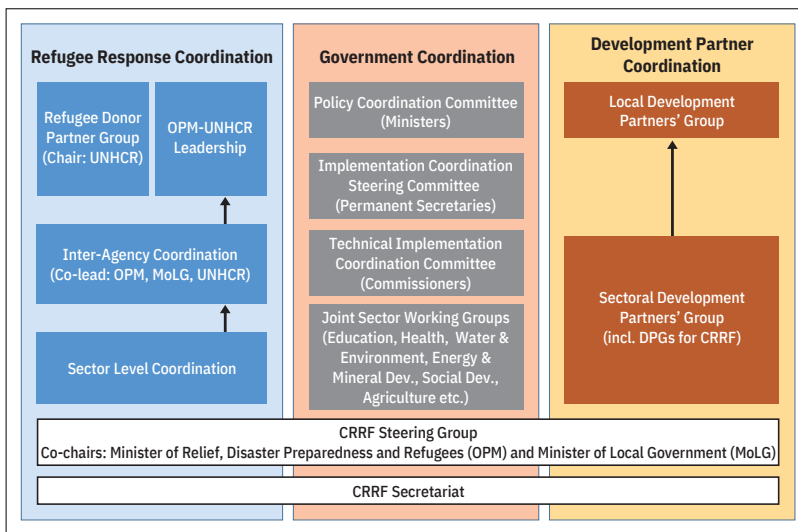 Refugee Response Coordination
Refugee Donor
Partner Group
(Chair: UNHCR)
OPM-UNHCR
Leadership
Inter-Agency Coordination
(Co-lead: OPM, MoLG, UNHCR)
Sector Level Coordination
Government Coordination
Policy Coordination Committee
(Ministers)
Implementation Coordination
Steering Committee
(Permanent Secretaries)
Technical Implementation
Coordination Committee
(Commissioners)
Joint Sector Working Groups
(Education, Health, Water &
Environment, Energy &
Mineral Dev., Social Dev.,
Agriculture etc.)
Development Partner
Coordination
Local Development
Partners' Group
Sectoral Development
Partners' Group
(incl. DPGs for CRRF)
CRRF Steering Group
Co-chairs: Minister of Relief, Disaster Preparedness and Refugees (OPM) and Minister of Local Government (MoLG)
CRRF Secretariat